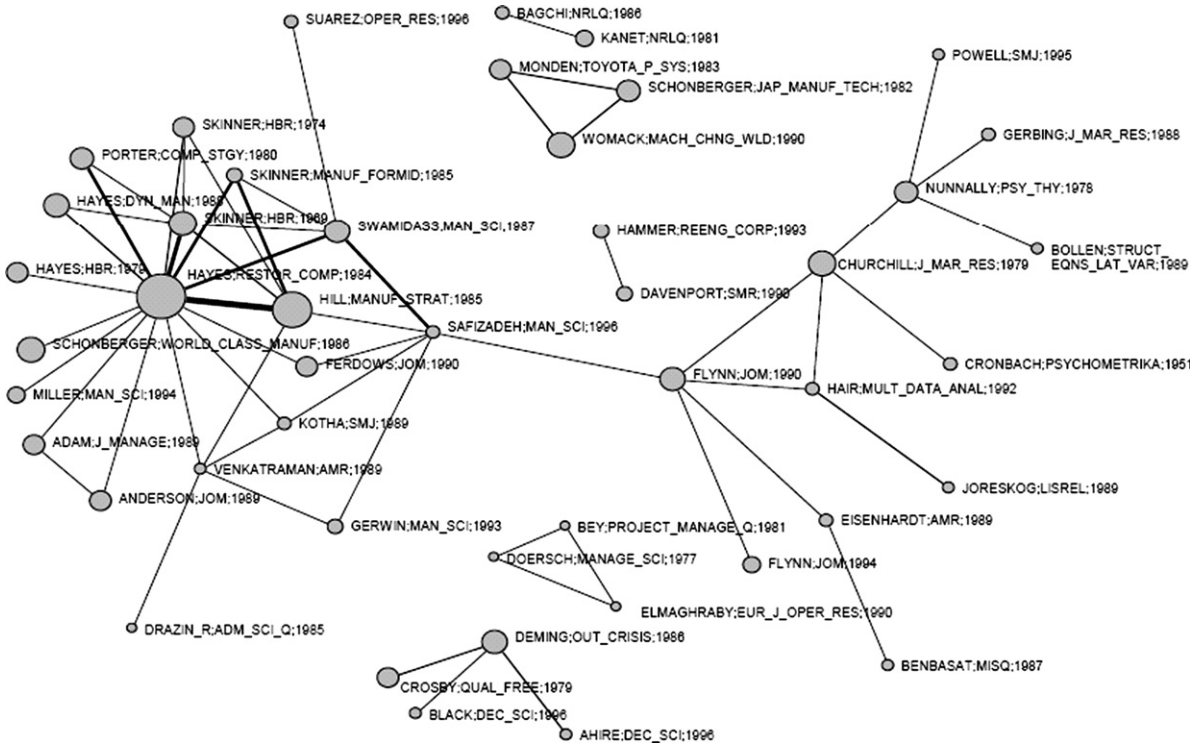 SUAREZ;OPER_RES;1996
BAGCHI;NRLQ;1986
KANET;NRLQ;1981
POWELL;SMJ;1995
MONDEN;TOYOTA_P_SYS;1983
SCHONBERGER;JAP_MANUF_TECH;1982
SKINNER;HBR;1974
GERBING;J_MAR_RES;1988
WOMACK;MACH_CHNG_WLD;1990
PORTER;COMP_STGY;1980
SKINNER;MANUF_FORMID;1985
NUNNALLY;PSY_THY;1978
HAYES;DYN_MAN;1988
SKINNER;HBR;1969
SWAMIDASS,MAN_SCI,1987
HAMMER;REENG_CORP;1993
BOLLEN;STRUCT_
EQNS_LAT_VAR;1989
CHURCHILL;J_MAR_RES;1979
HAYES;HBR;1979
HAYES;RESTOR_COMP;1984
DAVENPORT;SMR;1990
HILL;MANUF_STRAT;1985
SAFIZADEH;MAN_SCI;1996
SCHONBERGER;WORLD_CLASS_MANUF;1986
FERDOWS;JOM;1990
CRONBACH;PSYCHOMETRIKA;1951
FLYNN;JOM;1990
HAIR;MULT_DATA_ANAL;1992
MILLER;MAN_SCI;1994
KOTHA;SMJ;1989
ADAM;J_MANAGE;1989
VENKATRAMAN;AMR;1989
JORESKOG;LISREL;1989
ANDERSON;JOM;1989
EISENHARDT;AMR;1989
GERWIN;MAN_SCI;1993
BEY;PROJECT_MANAGE_Q;1981
DOERSCH;MANAGE_SCI;1977
FLYNN;JOM;1994
ELMAGHRABY;EUR_J_OPER_RES;1990
DRAZIN_R;ADM_SCI_Q;1985
DEMING;OUT_CRISIS;1986
BENBASAT;MISQ;1987
CROSBY;QUAL_FREE;1979
BLACK;DEC_SCI;1996
AHIRE;DEC_SCI;1996